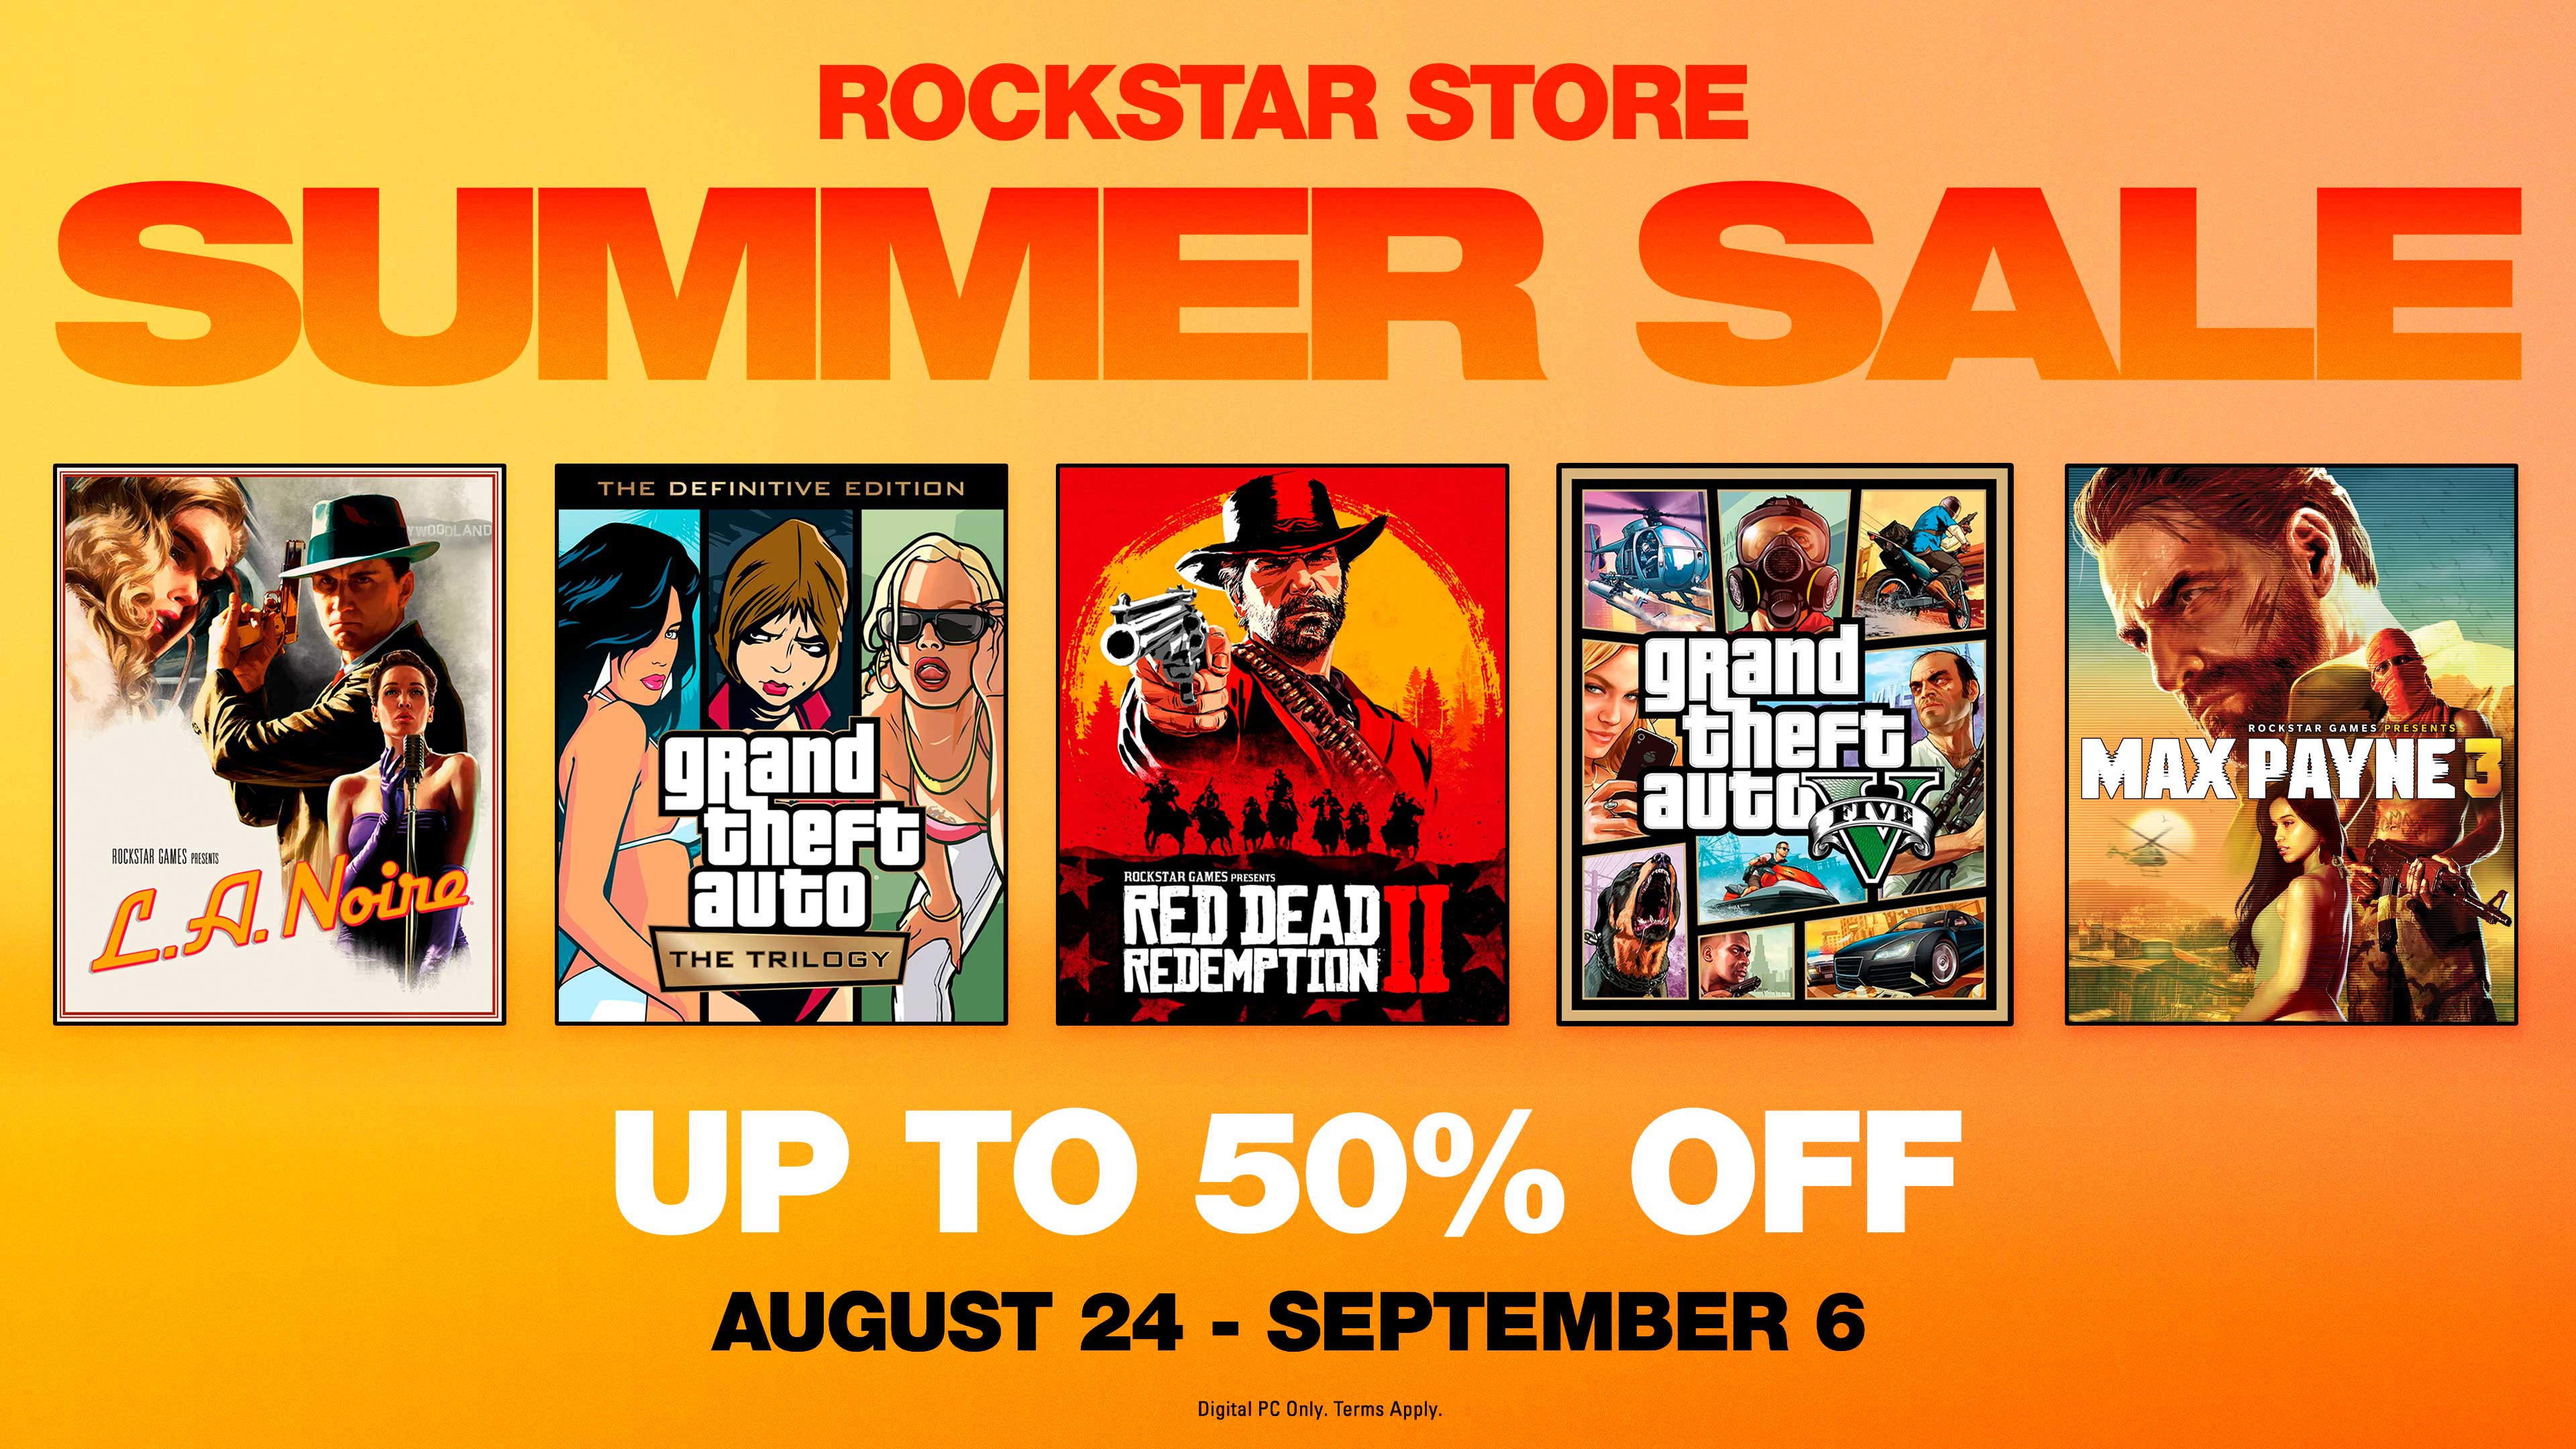 ROCKSTAR STORE
SUMMER SALE
YWOODLAND
ROCKSTAR GAMES PRESENTS
L.A. Noire
THE DEFINITIVE EDITION
grand
theft
auto
THE TRILOGY
ROCKSTAR GAMES PRESENTS
RED DEAD
REDEMPTION II
grand
theft
auto V
FIVE
ROCKSTAR GAMES PRESENTS
MAX PAYNE 3
UP TO 50% OFF
AUGUST 24 - SEPTEMBER 6
Digital PC Only. Terms Apply.